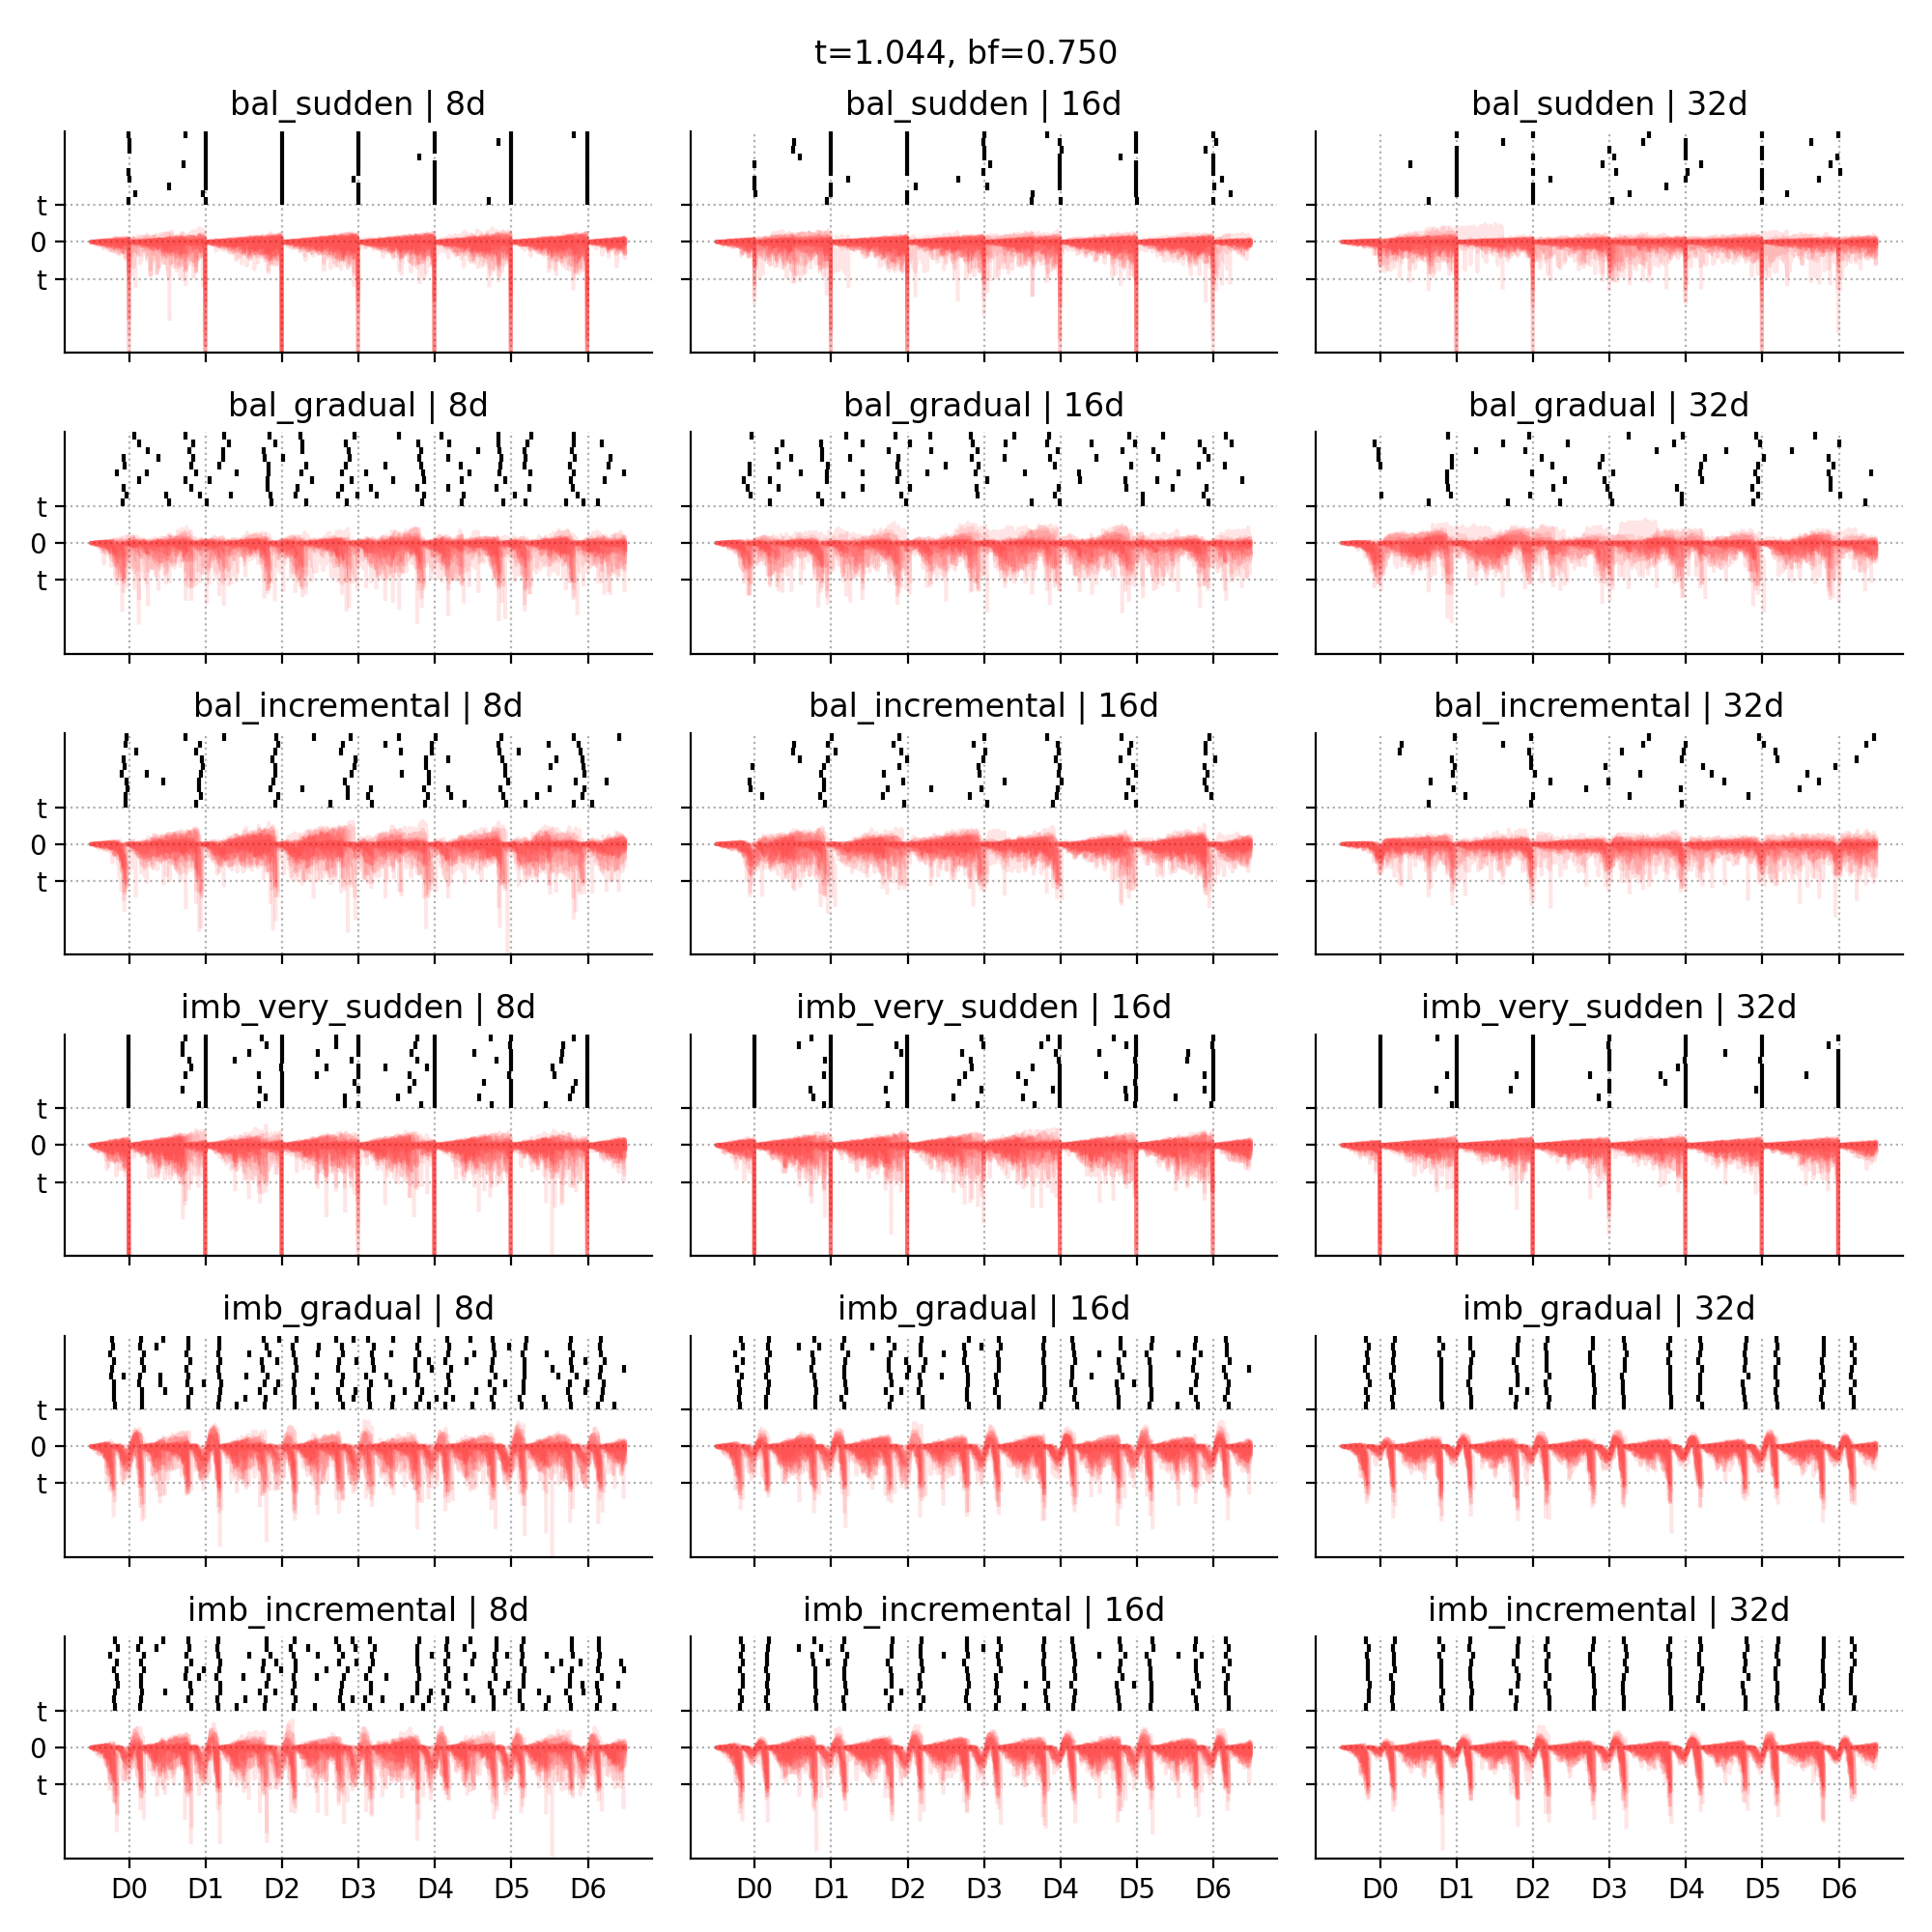 t=1.044, bf=0.750
bal_sudden | 8d
bal_sudden | 16d
bal_sudden | 32d
t
0
t
bal_gradual | 8d
bal_gradual | 16d
bal_gradual | 32d
t
0
t
bal_incremental | 8d
bal_incremental | 16d
bal_incremental | 32d
t
0
t
imb_very_sudden | 8d
imb_very_sudden | 16d
imb_very_sudden | 32d
t
0
t
imb_gradual | 8d
imb_gradual | 16d
imb_gradual | 32d
t
0
t
imb_incremental | 8d
imb_incremental | 16d
imb_incremental | 32d
t
0
t
D0 D1 D2 D3 D4 D5 D6
D0 D1 D2 D3 D4 D5 D6
D0 D1 D2 D3 D4 D5 D6